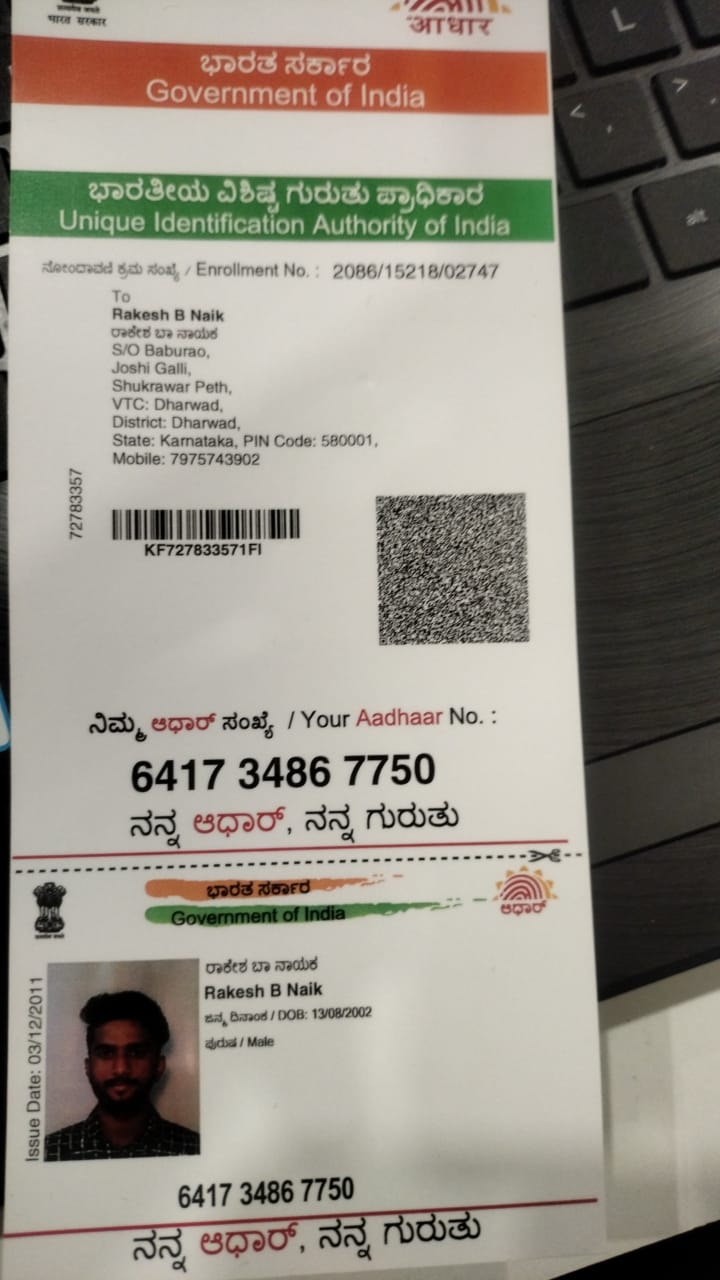 भारत सरकार
आधार
ಭಾರತ ಸರ್ಕಾರ
Government of India
ಭಾರತೀಯ ವಿಶಿಷ್ಟ ಗುರುತು ಪ್ರಾಧಿಕಾರ
Unique Identification Authority of India
ನೋಂದಾವಣೆ ಕ್ರಮ ಸಂಖ್ಯೆ / Enrollment No. : 2086/15218/02747
To
Rakesh B Naik
ರಾಕೇಶ ಬಾ ನಾಯಕ
S/O Baburao,
Joshi Galli,
Shukrawar Peth,
VTC: Dharwad,
District: Dharwad,
State: Karnataka, PIN Code: 580001,
Mobile: 7975743902
72783357
KF727833571FI
ನಿಮ್ಮ ಆಧಾರ್ ಸಂಖ್ಯೆ / Your Aadhaar No. :
6417 3486 7750
ನನ್ನ ಆಧಾರ್, ನನ್ನ ಗುರುತು
ಭಾರತ ಸರ್ಕಾರ
Government of India
ಆಧಾರ್
ರಾಕೇಶ ಬಾ ನಾಯಕ
Rakesh B Naik
ಜನ್ಮ ದಿನಾಂಕ / DOB: 13/08/2002
ಪುರುಷ / Male
Issue Date: 03/12/2011
6417 3486 7750
ನನ್ನ ಆಧಾರ್, ನನ್ನ ಗುರುತು
L
< ,
> .
alt